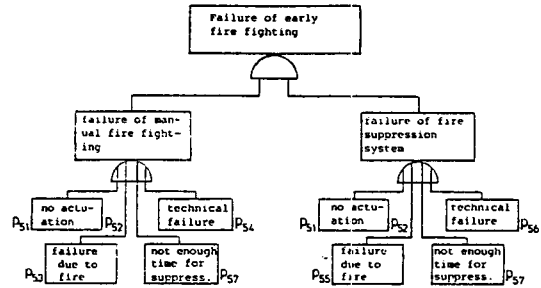 Failure of early
fire fighting
failure of man-
ual fire fight-
ing
failure of fire
suppression
system
no actu-
ation
technical
failure
no actu-
ation
technical
failure
P51
P52
P54
P51
P52
P56
failure
due to
fire
not enough
time for
suppress.
failure
due to
fire
not enough
time for
suppress.
P53
P57
P55
P57